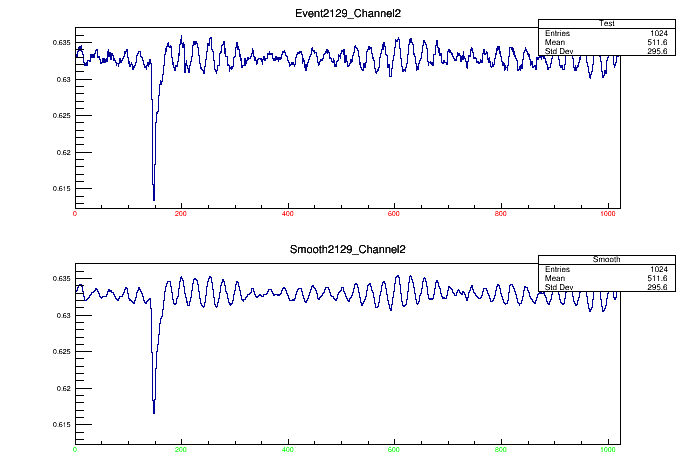 Event2129_Channel2
Test
Entries 1024
Mean 511.6
Std Dev 295.6
0.635
0.63
0.625
0.62
0.615
0 200 400 600 800 1000
Smooth2129_Channel2
Smooth
Entries 1024
Mean 511.6
Std Dev 295.6
0.635
0.63
0.625
0.62
0.615
0 200 400 600 800 1000